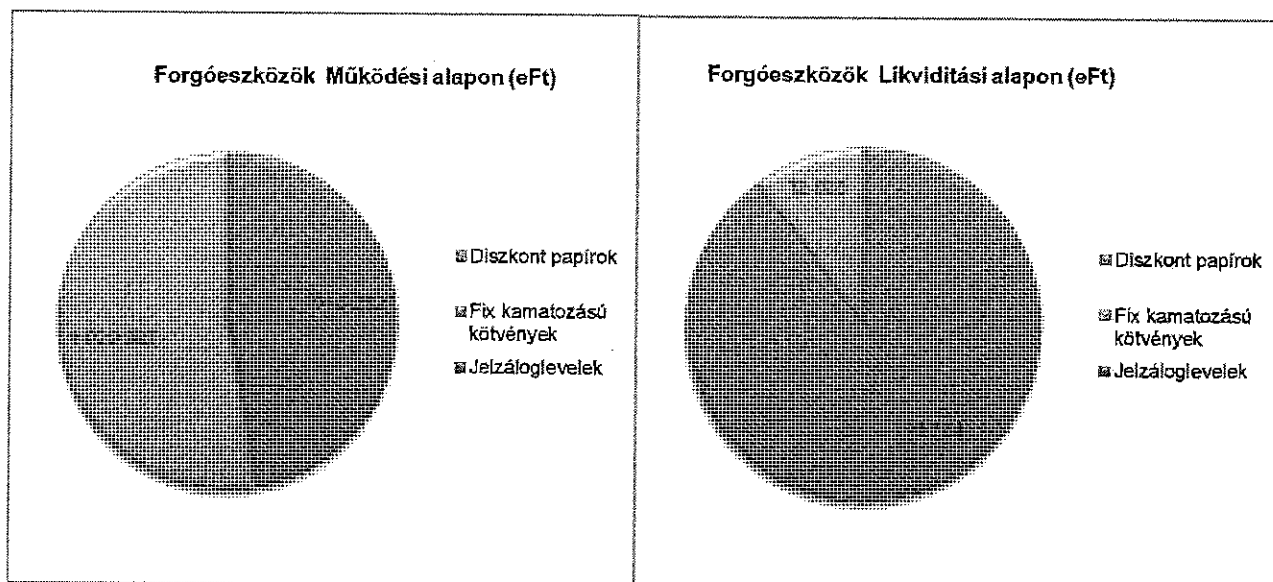 Forgóeszközök Működési alapon (eFt)
Diszkont papírok
Fix kamatozású
kötvények
Jelzáloglevelek
Forgóeszközök Likviditási alapon (eFt)
Diszkont papírok
Fix kamatozású
kötvények
Jelzáloglevelek